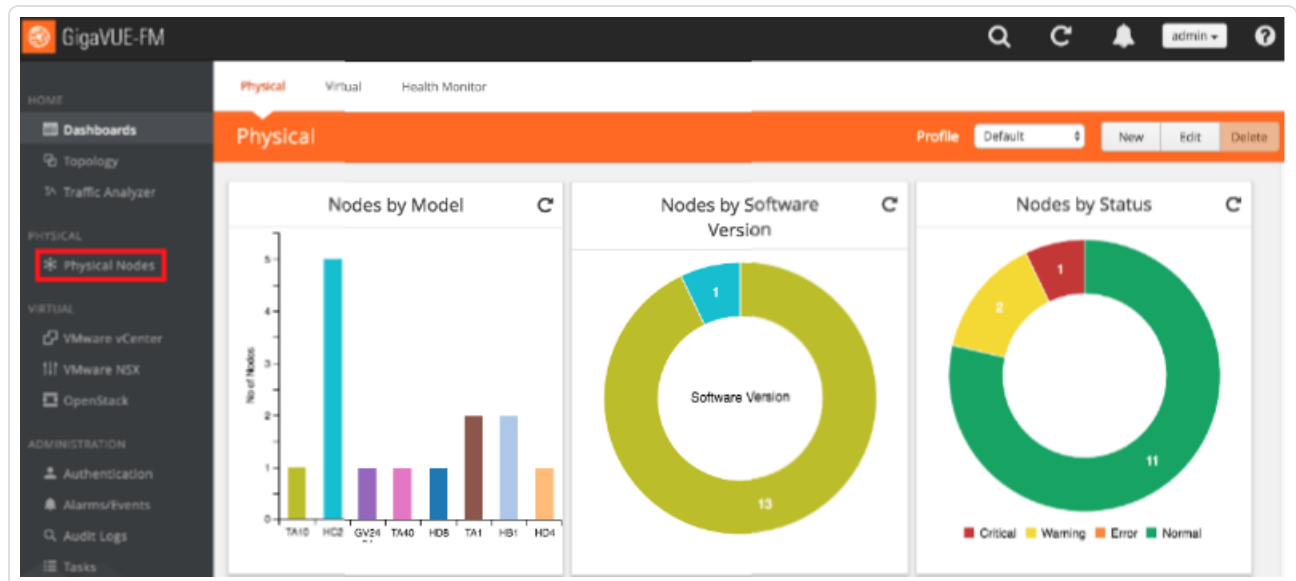 GigaVUE-FM
admin
?
HOME
Dashboards
Topology
Traffic Analyzer
PHYSICAL
Physical Nodes
VIRTUAL
VMware vCenter
VMware NSX
OpenStack
ADMINISTRATION
Authentication
Alarms/Events
Audit Logs
Tasks
Physical Virtual Health Monitor
Physical
Profile Default New Edit Delete
Nodes by Model
No of Nodes
5
4
3
2
1
0
TA10 HC2 GV24 TA40 HD8 TA1 HB1 HD4
Nodes by Software
Version
1
Software Version
13
Nodes by Status
1
2
11
Critical Warning Error Normal